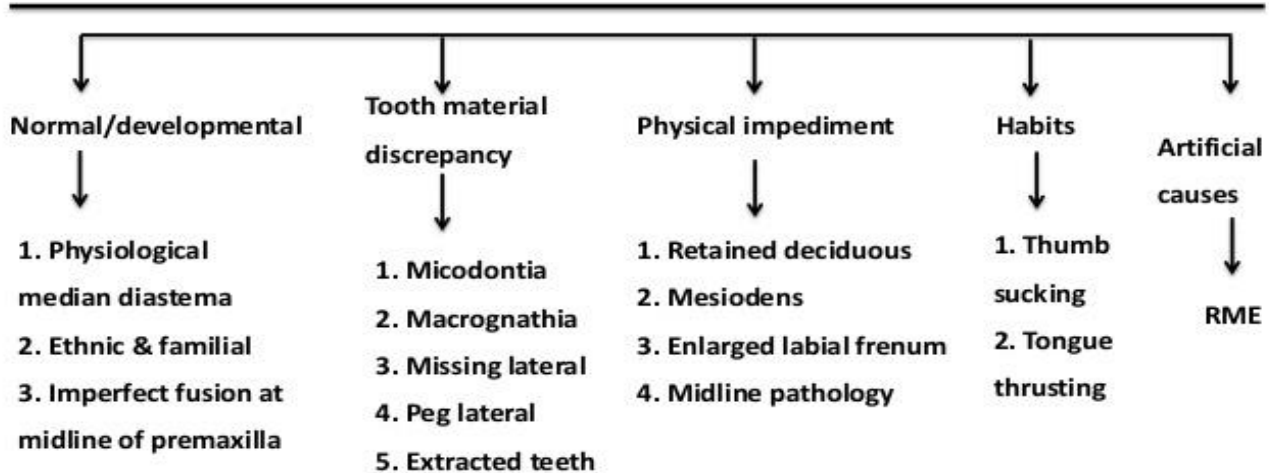 Normal/developmental
1. Physiological
median diastema
2. Ethnic & familial
3. Imperfect fusion at
midline of premaxilla
Tooth material
discrepancy
1. Micodontia
2. Macrognathia
3. Missing lateral
4. Peg lateral
5. Extracted teeth
Physical impediment
1. Retained deciduous
2. Mesiodens
3. Enlarged labial frenum
4. Midline pathology
Habits
1. Thumb
sucking
2. Tongue
thrusting
Artificial
causes
RME